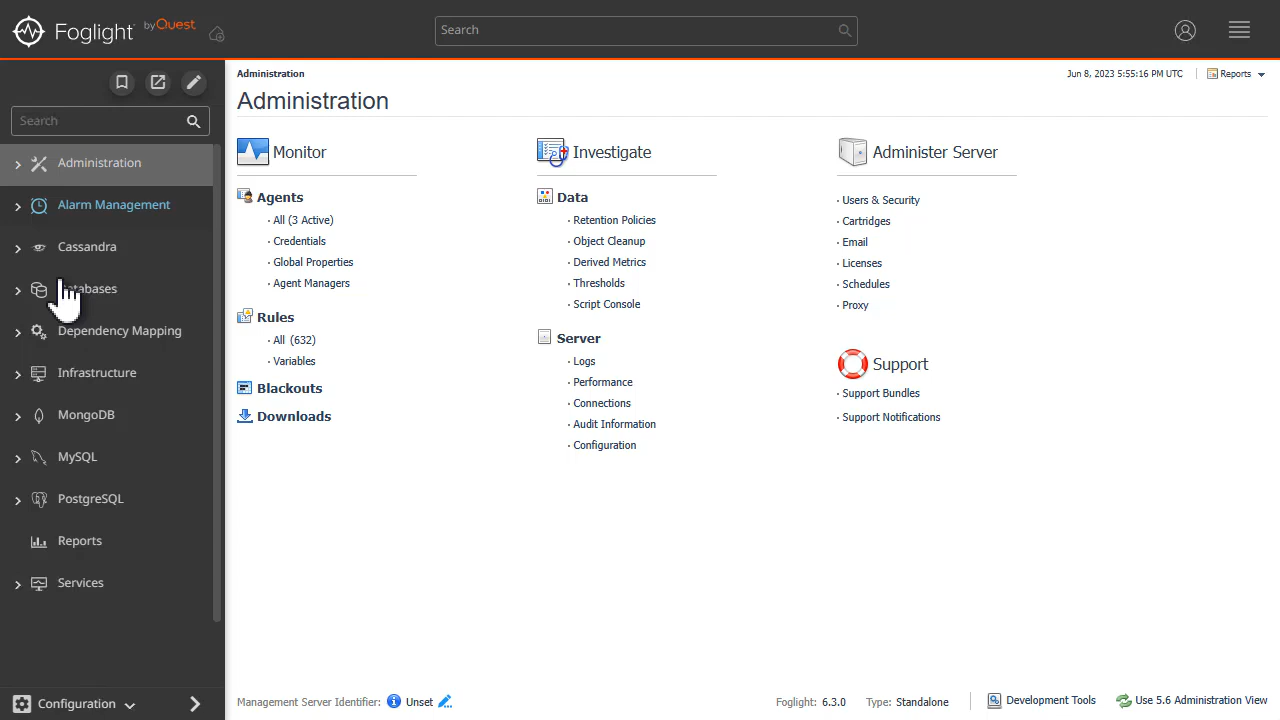 Foglight by Quest
Search
Search
Administration
Alarm Management
Cassandra
Dependency Mapping
Infrastructure
MongoDB
MySQL
PostgreSQL
Reports
Services
Configuration
Administration
Jun 8, 2023 5:55:16 PM UTC
Reports
Administration
Monitor
Agents
· All (3 Active)
· Credentials
· Global Properties
· Agent Managers
Rules
· All (632)
· Variables
Blackouts
Downloads
Investigate
Data
· Retention Policies
· Object Cleanup
· Derived Metrics
· Thresholds
· Script Console
Server
· Logs
· Performance
· Connections
· Audit Information
· Configuration
Administer Server
· Users & Security
· Cartridges
· Email
· Licenses
· Schedules
· Proxy
Support
· Support Bundles
· Support Notifications
Management Server Identifier: Unset
Foglight: 6.3.0 Type: Standalone
Development Tools
Use 5.6 Administration View